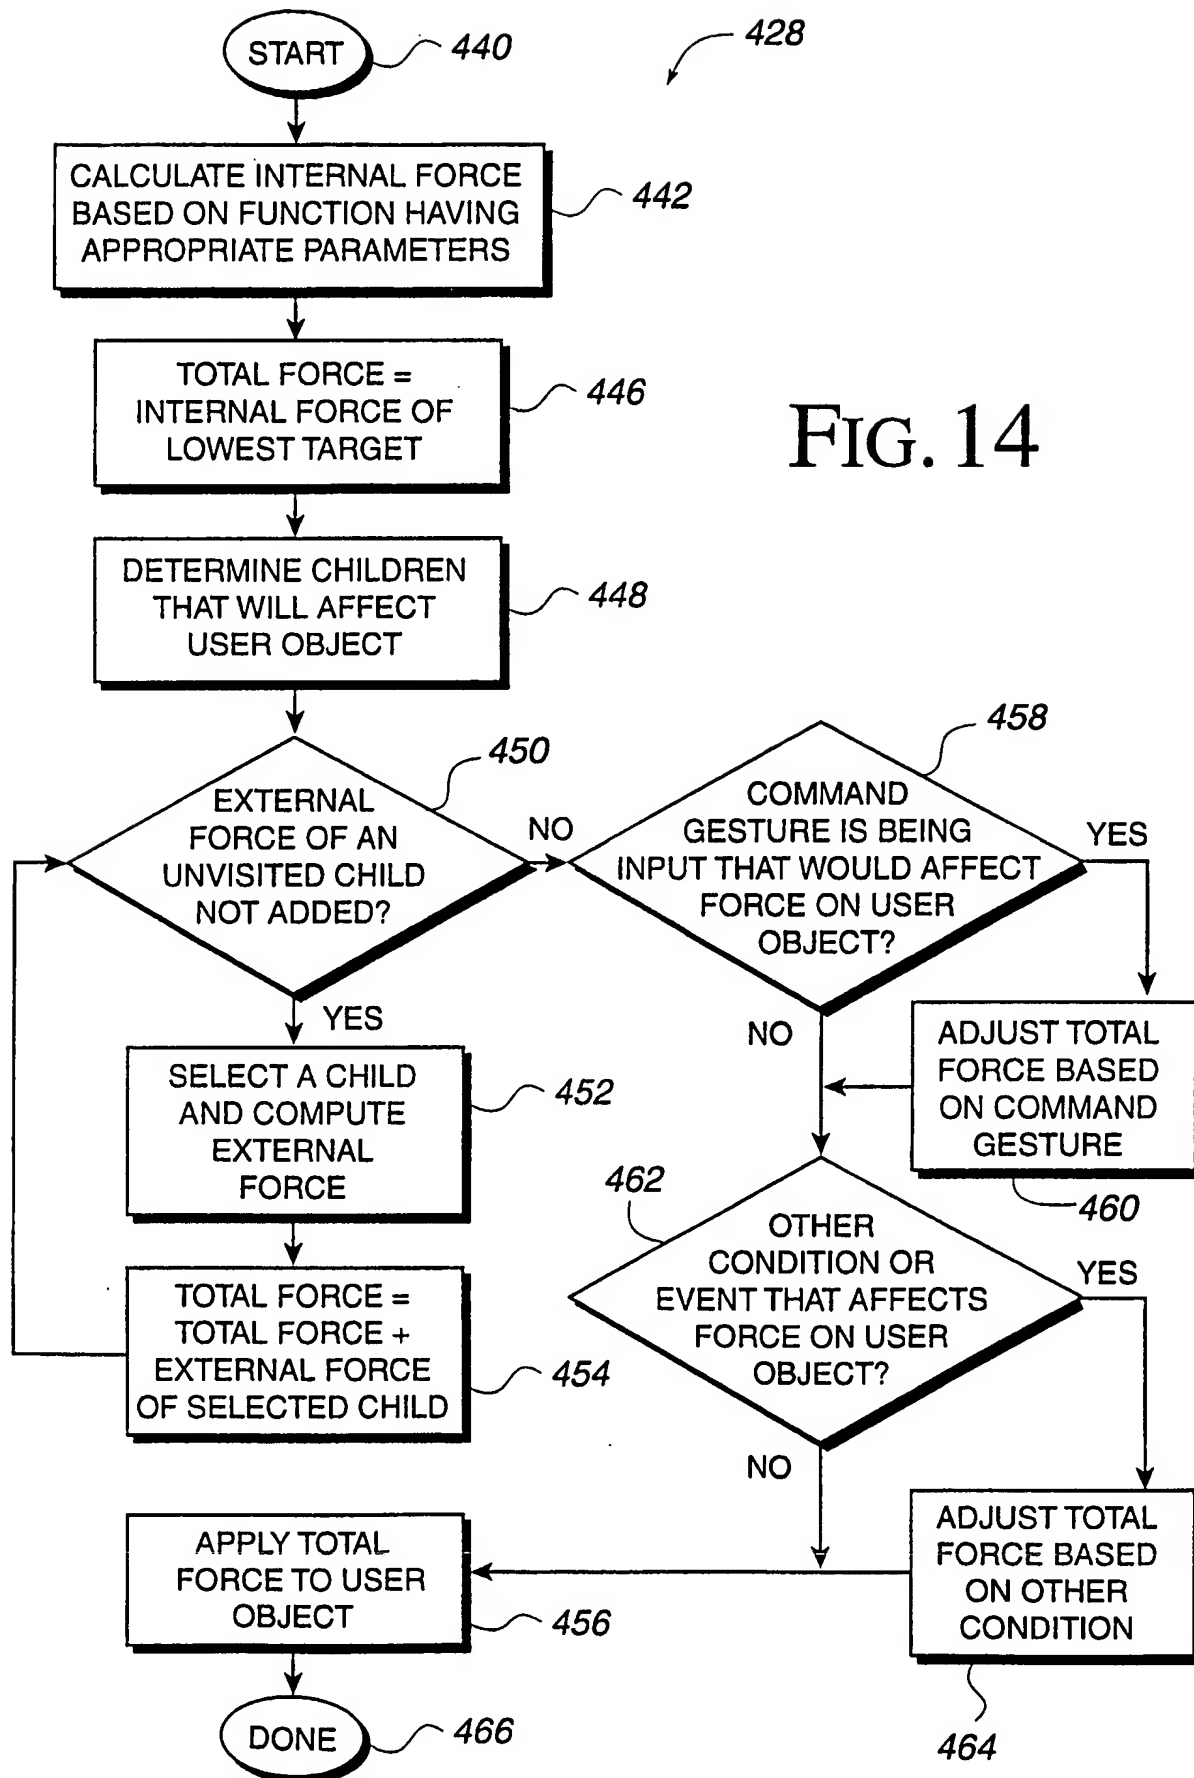 START
440
428
CALCULATE INTERNAL FORCE
BASED ON FUNCTION HAVING
APPROPRIATE PARAMETERS
442
TOTAL FORCE =
INTERNAL FORCE OF
LOWEST TARGET
446
FIG. 14
DETERMINE CHILDREN
THAT WILL AFFECT
USER OBJECT
448
EXTERNAL
FORCE OF AN
UNVISITED CHILD
NOT ADDED?
450
NO
YES
COMMAND
GESTURE IS BEING
INPUT THAT WOULD AFFECT
FORCE ON USER
OBJECT?
458
YES
NO
SELECT A CHILD
AND COMPUTE
EXTERNAL
FORCE
452
ADJUST TOTAL
FORCE BASED
ON COMMAND
GESTURE
460
TOTAL FORCE =
TOTAL FORCE +
EXTERNAL FORCE
OF SELECTED CHILD
454
462
OTHER
CONDITION OR
EVENT THAT AFFECTS
FORCE ON USER
OBJECT?
YES
NO
APPLY TOTAL
FORCE TO USER
OBJECT
456
ADJUST TOTAL
FORCE BASED
ON OTHER
CONDITION
464
DONE
466